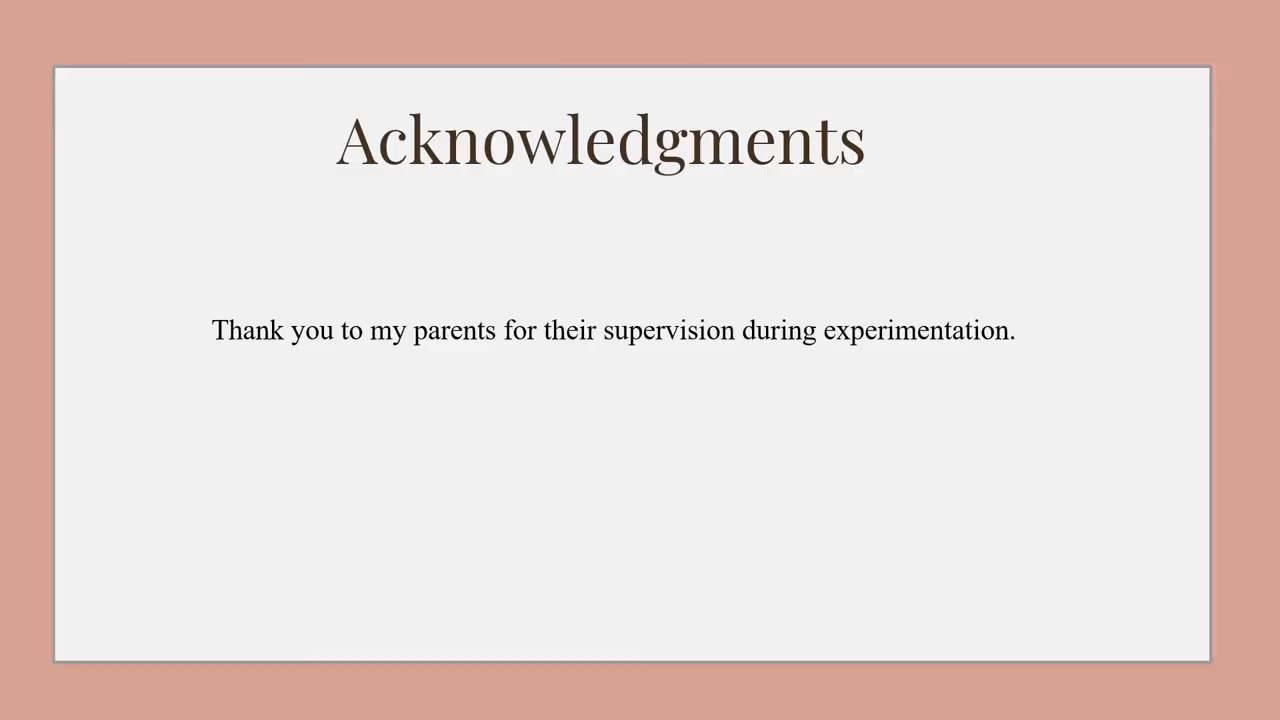 Acknowledgments
Thank you to my parents for their supervision during experimentation.